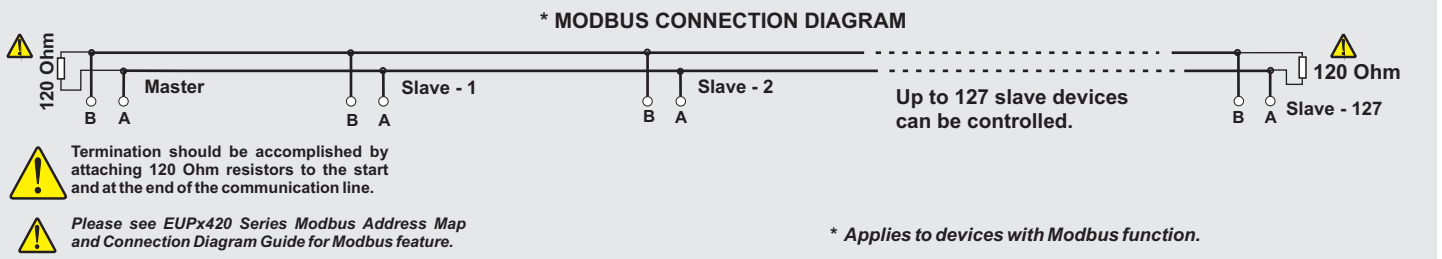 * MODBUS CONNECTION DIAGRAM
120 Ohm
Master
B A
Slave - 1
B A
Slave - 2
B A
Up to 127 slave devices
can be controlled.
120 Ohm
Slave - 127
B A
Termination should be accomplished by
attaching 120 Ohm resistors to the start
and at the end of the communication line.
Please see EUPx420 Series Modbus Address Map
and Connection Diagram Guide for Modbus feature.
* Applies to devices with Modbus function.